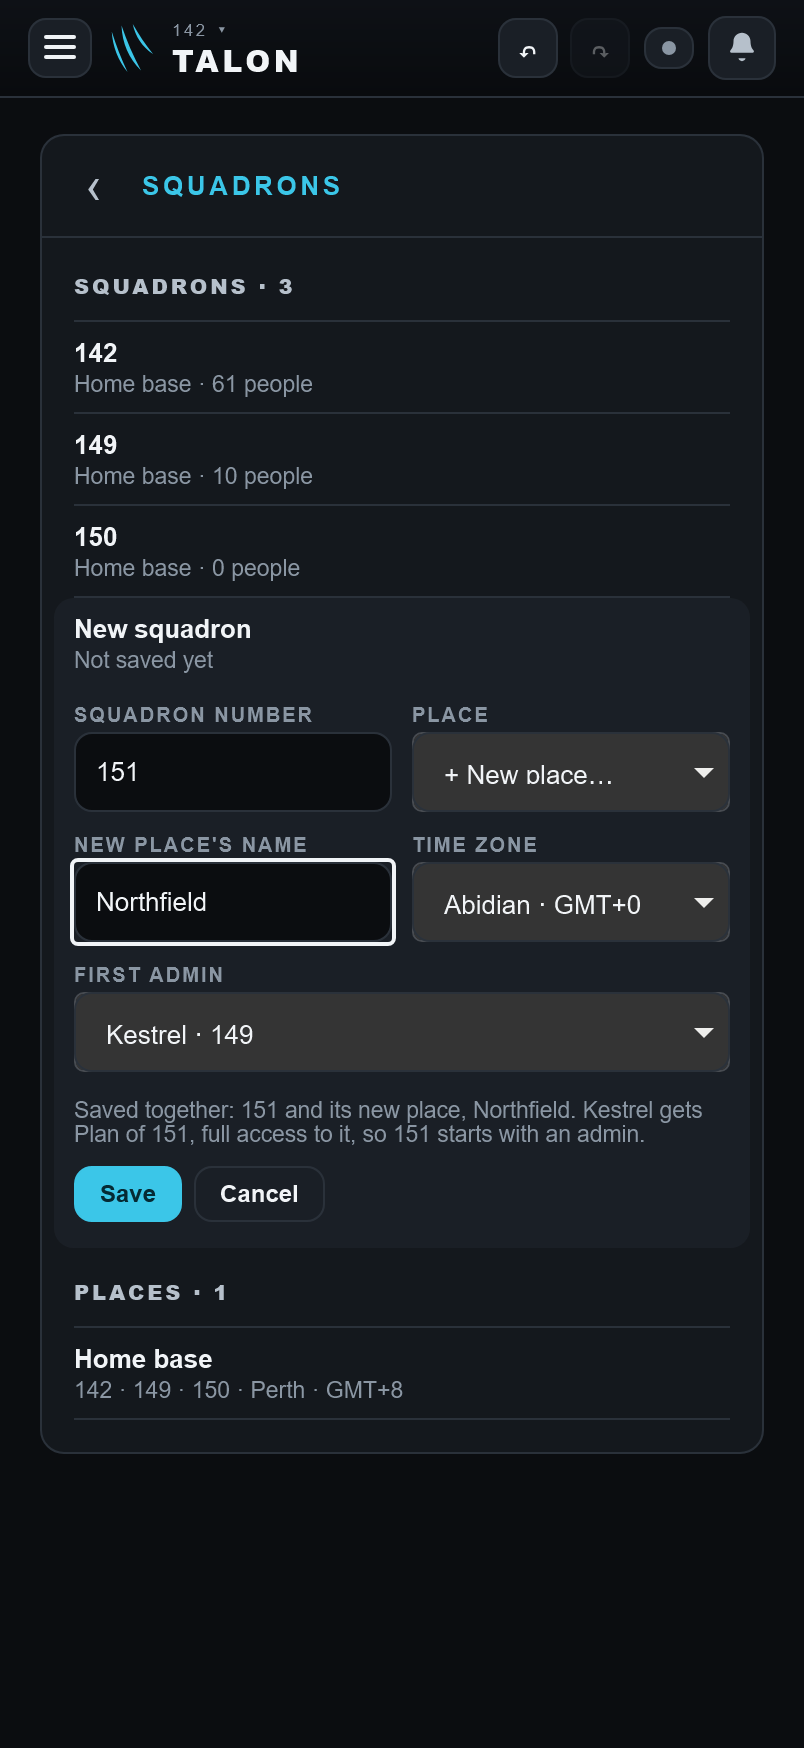 142 ▾
TALON
SQUADRONS
SQUADRONS · 3
142
Home base · 61 people
149
Home base · 10 people
150
Home base · 0 people
New squadron
Not saved yet
SQUADRON NUMBER
PLACE
151
+ New place…
NEW PLACE'S NAME
TIME ZONE
Northfield
Abidian · GMT+0
FIRST ADMIN
Kestrel · 149
Saved together: 151 and its new place, Northfield. Kestrel gets
Plan of 151, full access to it, so 151 starts with an admin.
Save
Cancel
PLACES · 1
Home base
142 · 149 · 150 · Perth · GMT+8